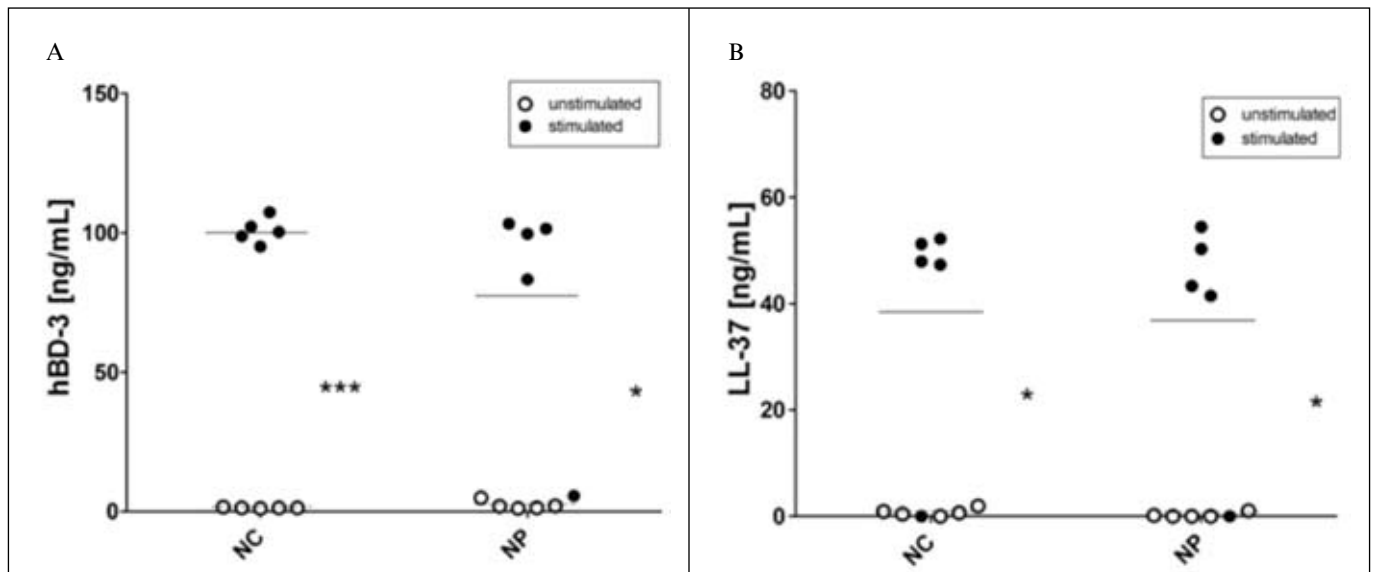 A
hBD-3 [ng/mL]
150
100
50
0
unstimulated
stimulated
***
*
NC
NP
B
LL-37 [ng/mL]
80
60
40
20
0
unstimulated
stimulated
*
*
NC
NP